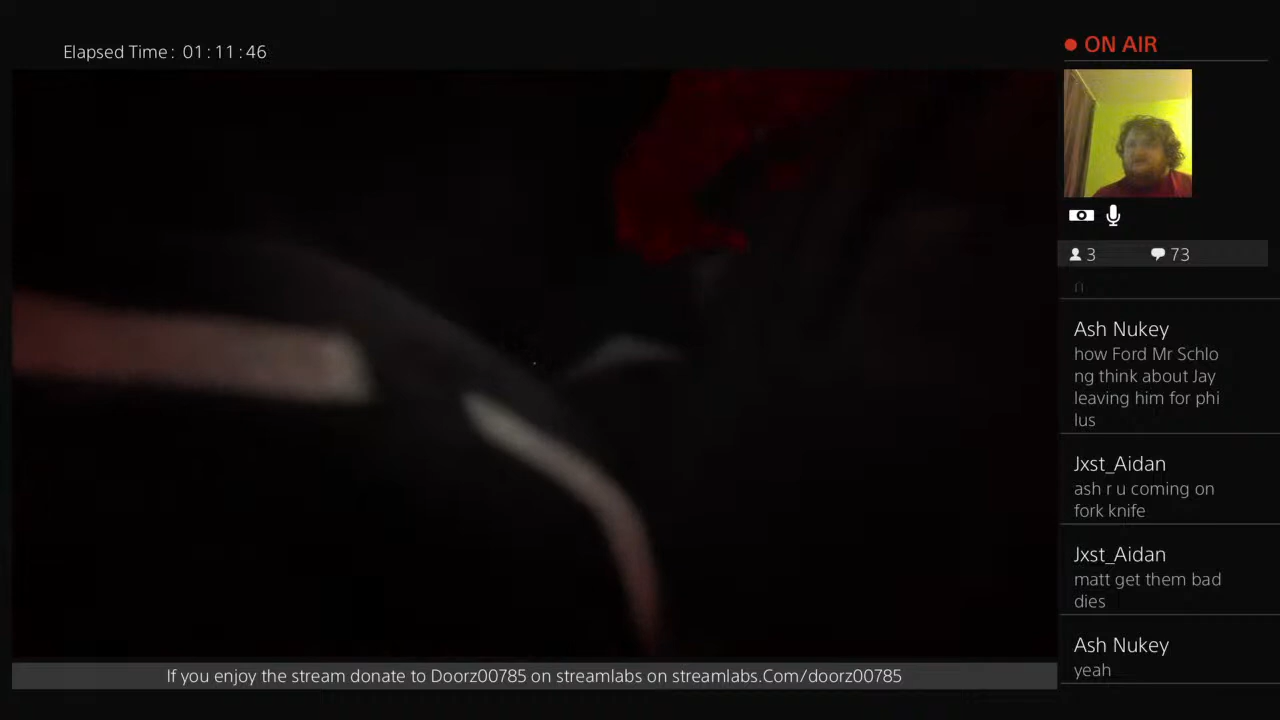 Elapsed Time: 01:11:46
ON AIR
3 73
Ash Nukey
how Ford Mr Schlo
ng think about Jay
leaving him for phi
lus
Jxst_Aidan
ash r u coming on
fork knife
Jxst_Aidan
matt get them bad
dies
Ash Nukey
yeah
If you enjoy the stream donate to Doorz00785 on streamlabs on streamlabs.Com/doorz00785